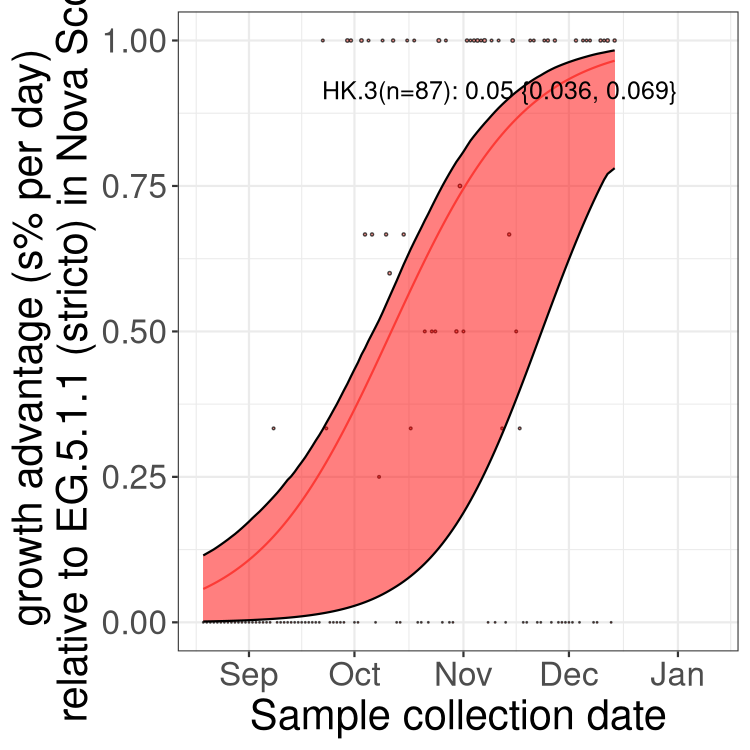 growth advantage (s% per day)
relative to EG.5.1.1 (stricto) in Nova
1.00
0.75
0.50
0.25
0.00
HK.3(n=87): 0.05 {0.036, 0.069}
Sep Oct Nov Dec Jan
Sample collection date